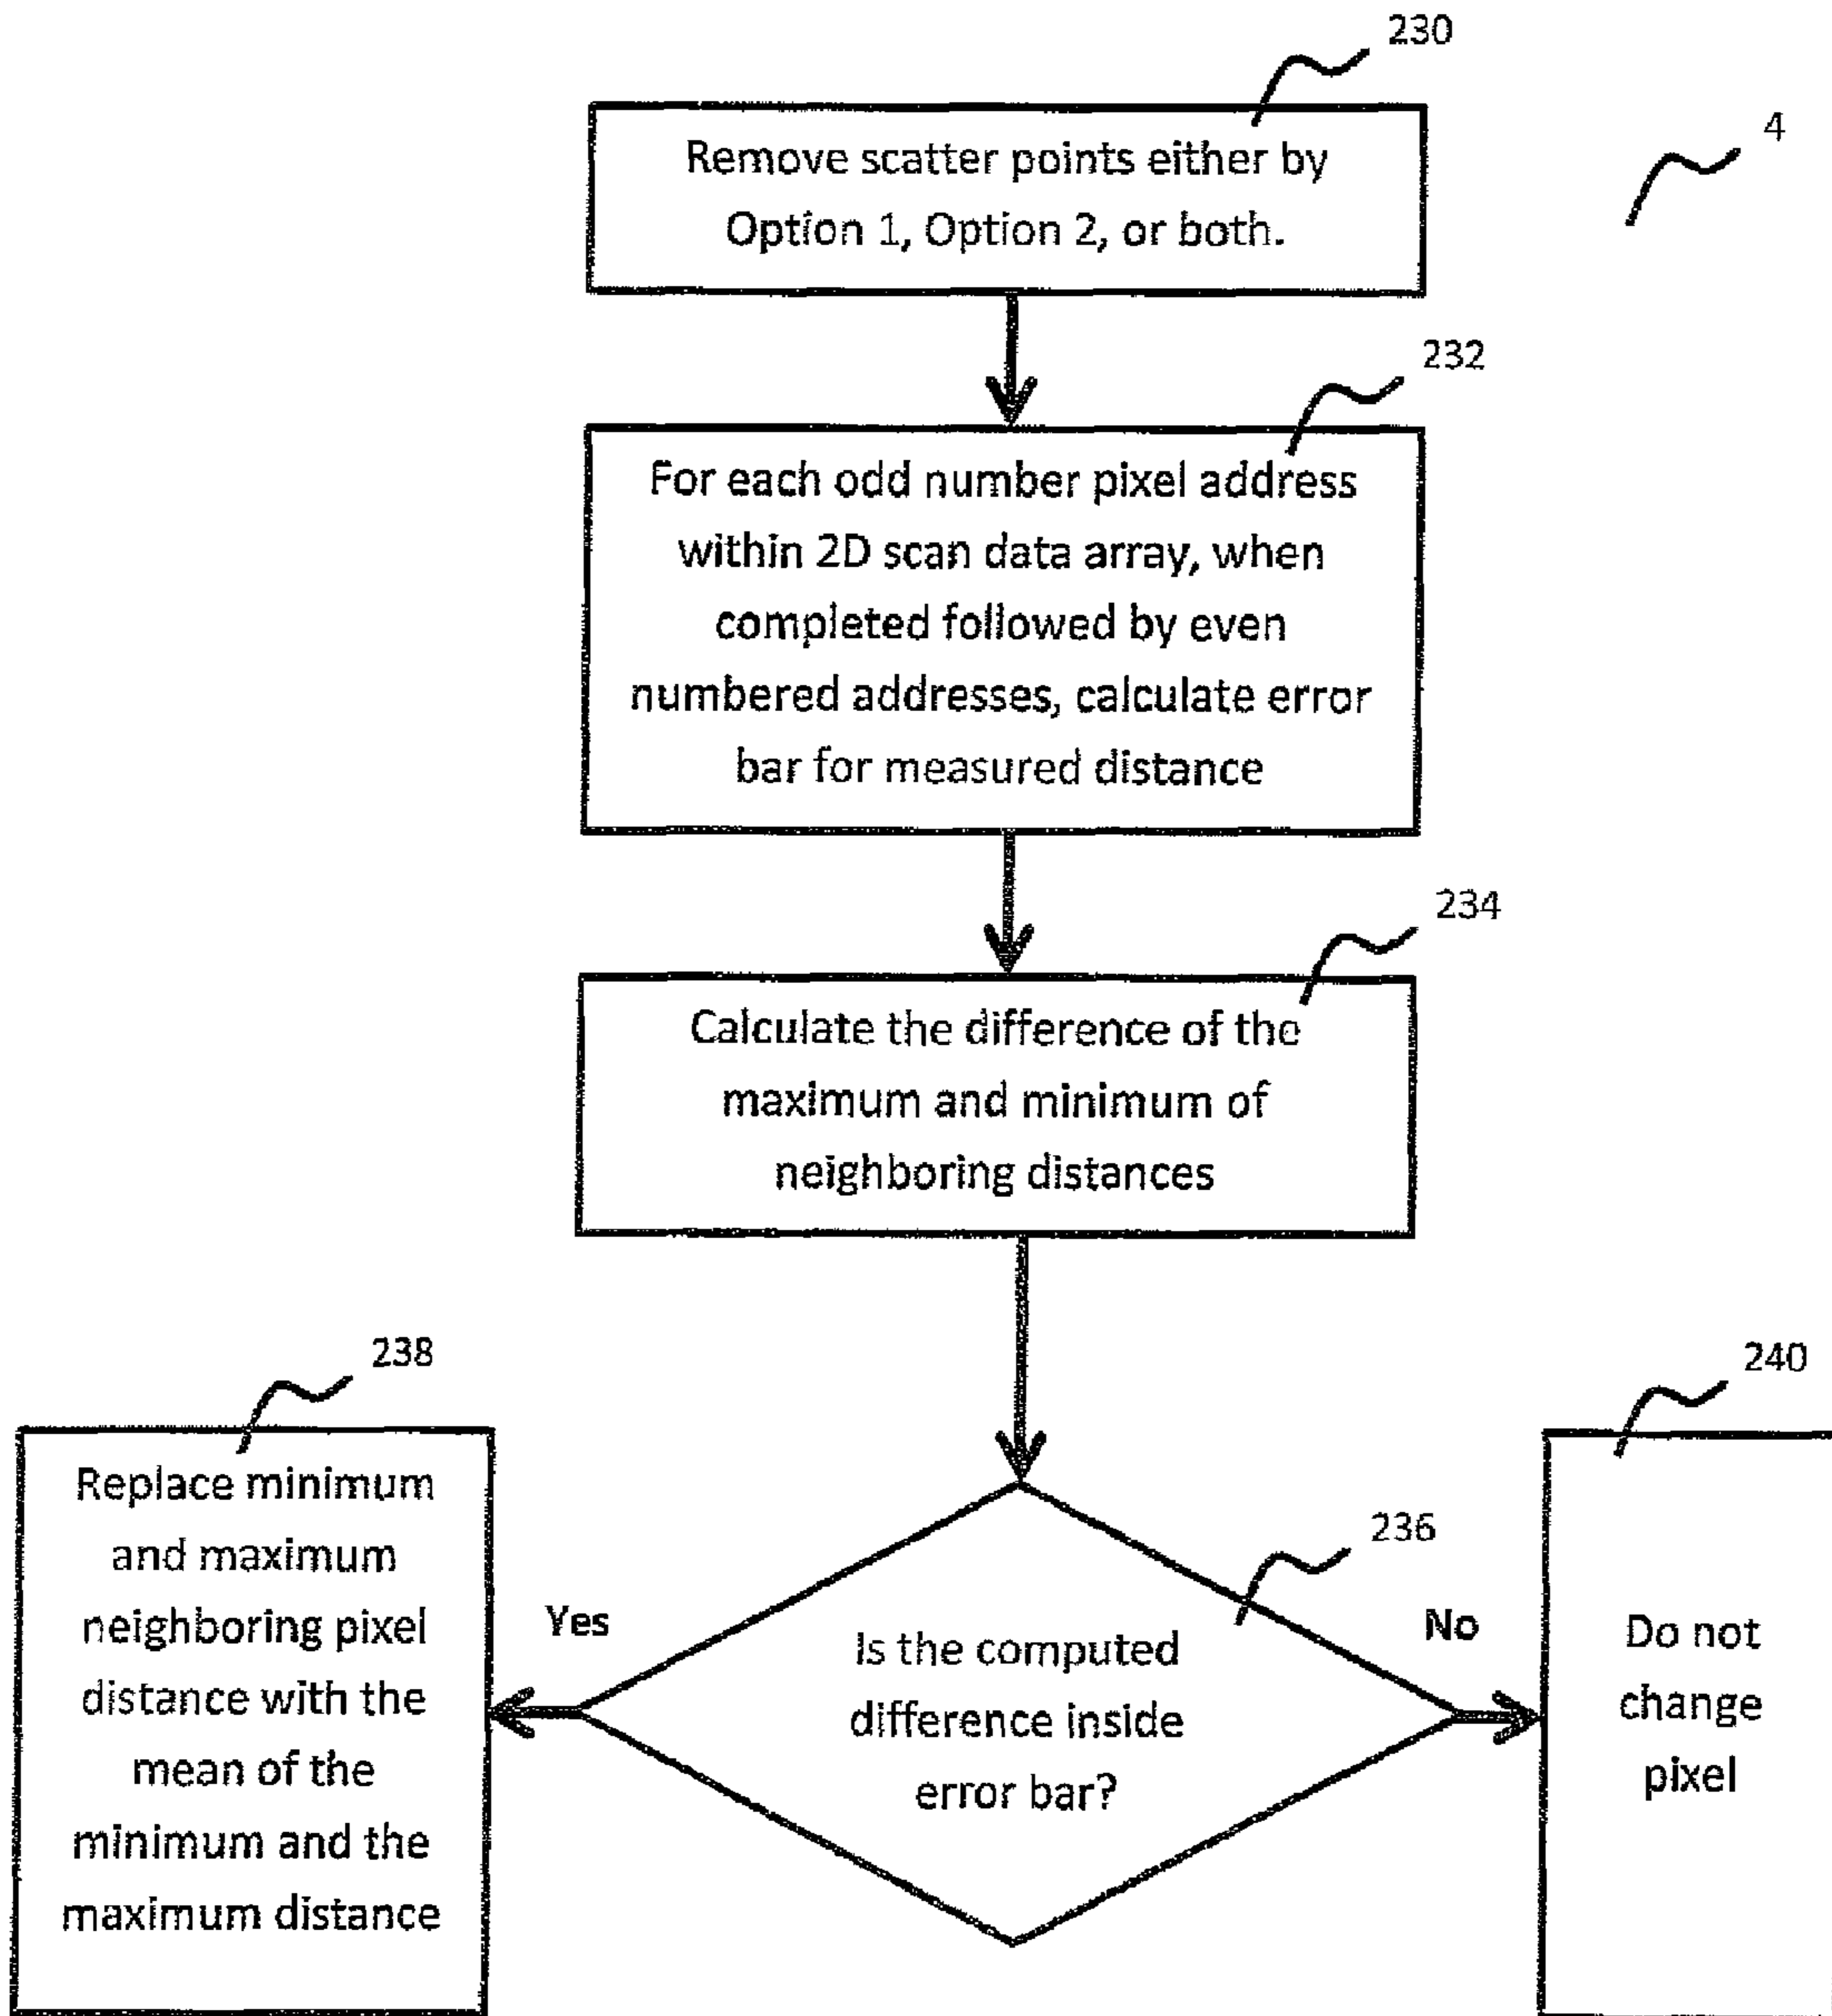 230
4
Remove scatter points either by
Option 1, Option 2, or both.
232
For each odd number pixel address
within 2D scan data array, when
completed followed by even
numbered addresses, calculate error
bar for measured distance
234
Calculate the difference of the
maximum and minimum of
neighboring distances
238
Replace minimum
and maximum
neighboring pixel
distance with the
mean of the
minimum and the
maximum distance
Yes
236
Is the computed
difference inside
error bar?
No
240
Do not
change
pixel